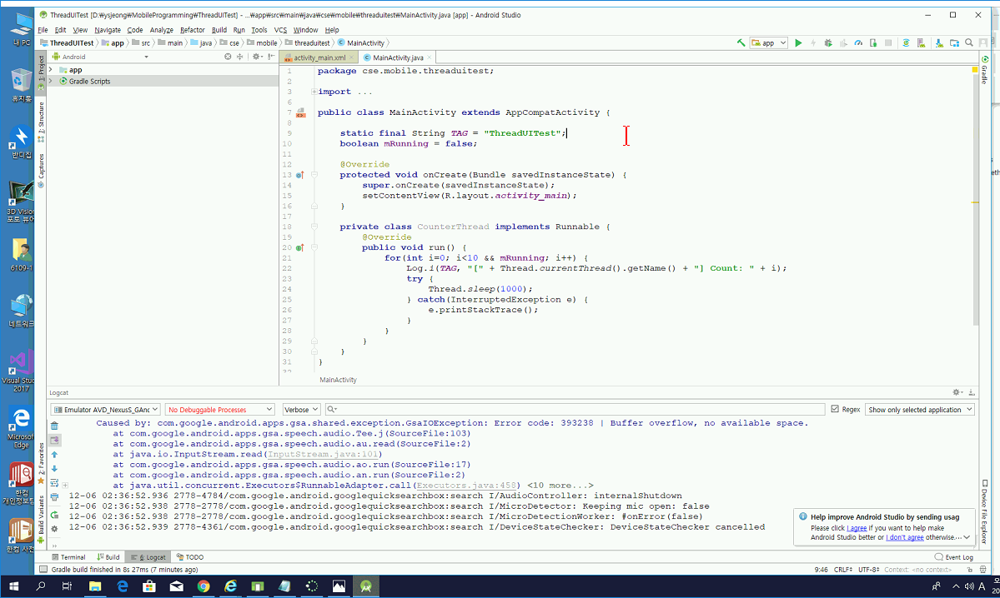 ThreadUITest [D:₩ysjeong₩MobileProgramming₩ThreadUITest] - ...₩app₩src₩main₩java₩cse₩mobile₩threaduitest₩MainActivity.java [app] - Android Studio
File Edit View Navigate Code Analyze Refactor Build Run Tools VCS Window Help
ThreadUITest app src main java cse mobile threaduitest MainActivity
app
Android
activity_main.xml
MainActivity.java
app
Gradle Scripts
1 package cse.mobile.threaduitest;
2
3 import ...
6
7 public class MainActivity extends AppCompatActivity {
8
9 static final String TAG = "ThreadUITest";
10 boolean mRunning = false;
11
12 @Override
13 protected void onCreate(Bundle savedInstanceState) {
14 super.onCreate(savedInstanceState);
15 setContentView(R.layout.activity_main);
16 }
17
18 private class CounterThread implements Runnable {
19 @Override
20 public void run() {
21 for(int i=0; i<10 && mRunning; i++) {
22 Log.i(TAG, "[" + Thread.currentThread().getName() + "] Count: " + i);
23 try {
24 Thread.sleep(1000);
25 } catch(InterruptedException e) {
26 e.printStackTrace();
27 }
28 }
29 }
30 }
31 }
32
MainActivity
Logcat
Emulator AVD_NexusS_GAnc
No Debuggable Processes
Verbose
Regex
Show only selected application
Caused by: com.google.android.apps.gsa.shared.exception.GsaIOException: Error code: 393238 | Buffer overflow, no available space.
at com.google.android.apps.gsa.speech.audio.Tee.j(SourceFile:103)
at com.google.android.apps.gsa.speech.audio.au.read(SourceFile:2)
at java.io.InputStream.read(InputStream.java:101)
at com.google.android.apps.gsa.speech.audio.ao.run(SourceFile:17)
at com.google.android.apps.gsa.speech.audio.an.run(SourceFile:2)
at java.util.concurrent.Executors$RunnableAdapter.call(Executors.java:458) <10 more...>
12-06 02:36:52.936 2778-4784/com.google.android.googlequicksearchbox:search I/AudioController: internalShutdown
12-06 02:36:52.938 2778-2778/com.google.android.googlequicksearchbox:search I/MicroDetector: Keeping mic open: false
12-06 02:36:52.938 2778-2778/com.google.android.googlequicksearchbox:search I/MicroDetectionWorker: #onError(false)
12-06 02:36:52.939 2778-4361/com.google.android.googlequicksearchbox:search I/DeviceStateChecker: DeviceStateChecker cancelled
Help improve Android Studio by sending usag
Please click I agree if you want to help make
Android Studio better or I don't agree otherwise....
Terminal Build 6: Logcat TODO
Event Log
Gradle build finished in 8s 27ms (7 minutes ago)
9:46 CRLF÷ UTF-8÷ Context: <no context>
1: Project
7: Structure
Captures
2: Favorites
Build Variants
Gradle
Device File Explorer
내 PC
휴지통
반디집
3D Vision
포토 뷰어
6109-1
네트워크
Visual Stu
2017
Microsof
Edge
한컴
개인정보탐
한컴 사전
A